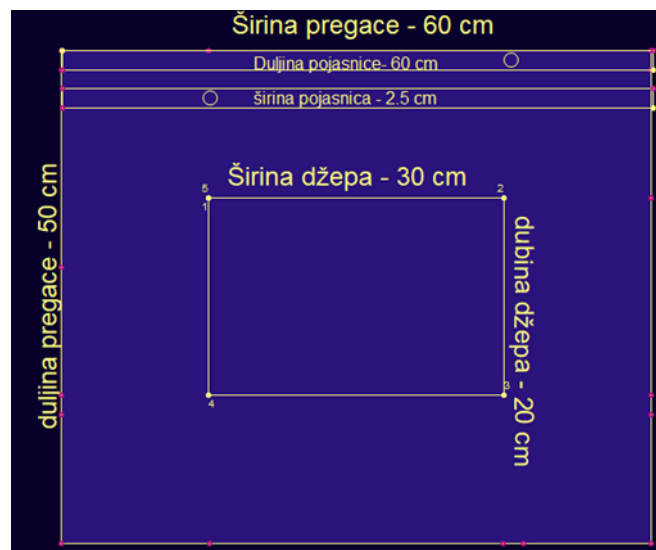 Širina pregace - 60 cm
Duljina pojasnice- 60 cm
širina pojasnica - 2.5 cm
duljina pregace - 50 cm
Širina džepa - 30 cm
5
1
2
dubina džepa - 20 cm
3
4